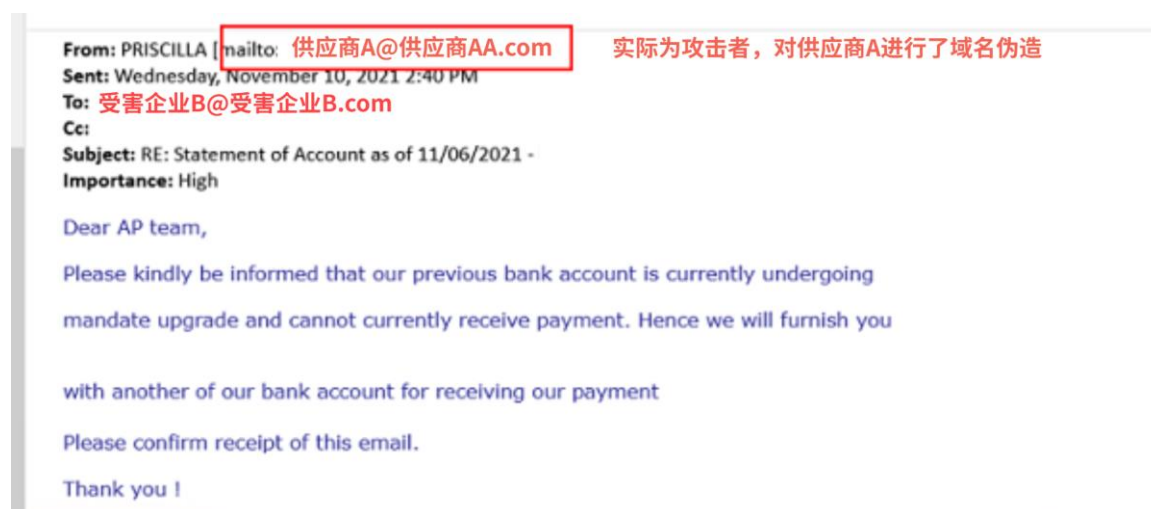 From: PRISCILLA [mailto: 供应商A@供应商AA.com 实际为攻击者，对供应商A进行了域名伪造
Sent: Wednesday, November 10, 2021 2:40 PM
To: 受害企业B@受害企业B.com
Cc:
Subject: RE: Statement of Account as of 11/06/2021 -
Importance: High
Dear AP team,
Please kindly be informed that our previous bank account is currently undergoing
mandate upgrade and cannot currently receive payment. Hence we will furnish you
with another of our bank account for receiving our payment
Please confirm receipt of this email.
Thank you !